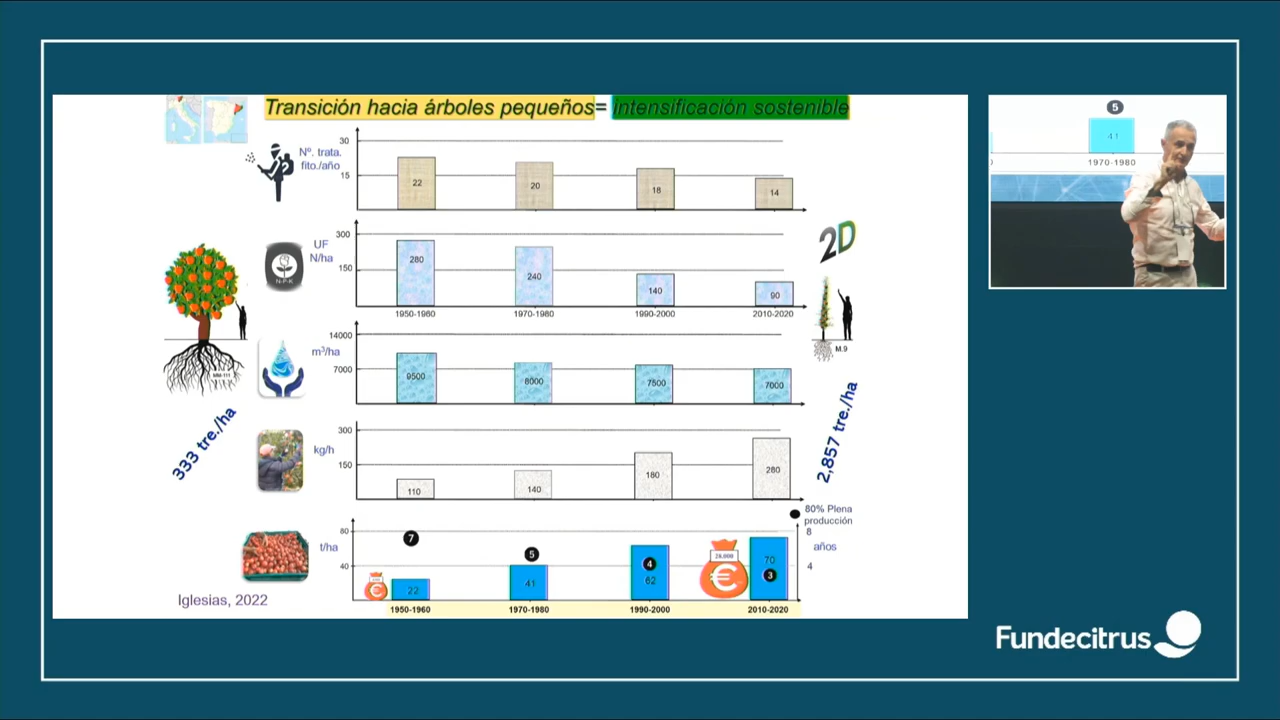 Transición hacia árboles pequeños= intensificación sostenible
Nº. trata.
fito./año
30
15
22
20
18
14
UF
N/ha
N-P-K
300
150
280
240
140
90
1950-1960
1970-1980
1990-2000
2010-2020
m³/ha
14000
7000
9500
8000
7500
7000
kg/h
300
150
110
140
180
280
t/ha
80
40
7
22
5
41
4
62
28.000
€
€
70
3
80% Plena
producción
8
años
4
1950-1960
1970-1980
1990-2000
2010-2020
MM-111
333 tre./ha
2D
M.9
2,857 tre./ha
Iglesias, 2022
5
41
1970-1980
Fundecitrus